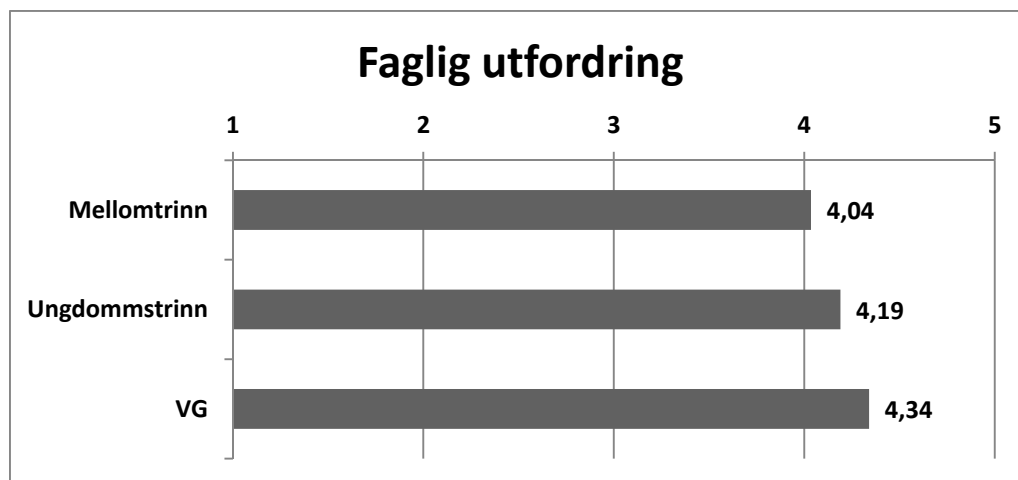 Faglig utfordring
1 2 3 4 5
Mellomtrinn 4,04
Ungdommstrinn 4,19
VG 4,34